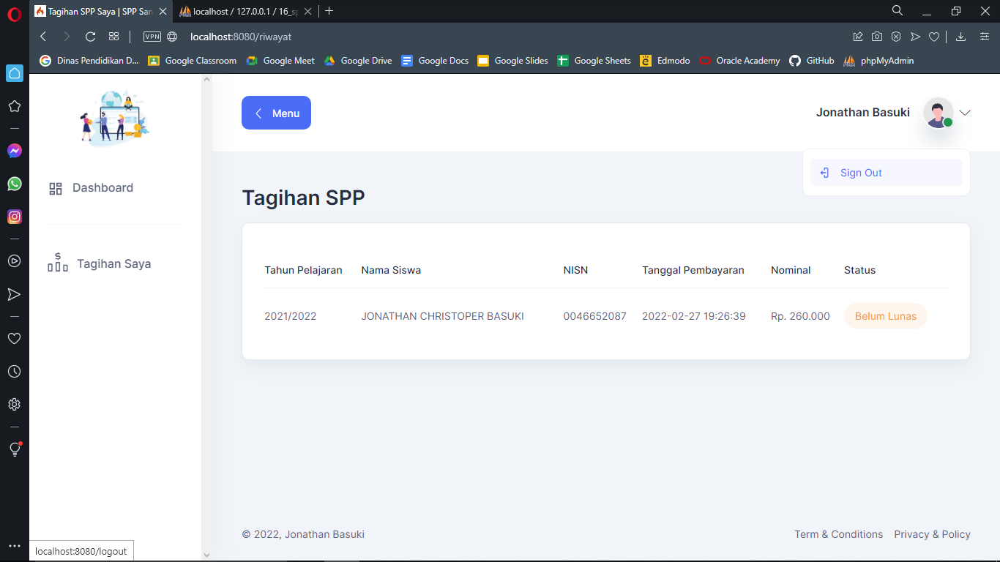 Tagihan SPP Saya | SPP San
localhost / 127.0.0.1 / 16_s
VPN
localhost:8080/riwayat
Dinas Pendidikan D... Google Classroom Google Meet Google Drive Google Docs Google Slides Google Sheets Edmodo Oracle Academy GitHub phpMyAdmin
Menu
Jonathan Basuki
Sign Out
Dashboard
Tagihan Saya
Tagihan SPP
Tahun Pelajaran Nama Siswa NISN Tanggal Pembayaran Nominal Status
2021/2022 JONATHAN CHRISTOPER BASUKI 0046652087 2022-02-27 19:26:39 Rp. 260.000 Belum Lunas
© 2022, Jonathan Basuki
Term & Conditions Privacy & Policy
localhost:8080/logout